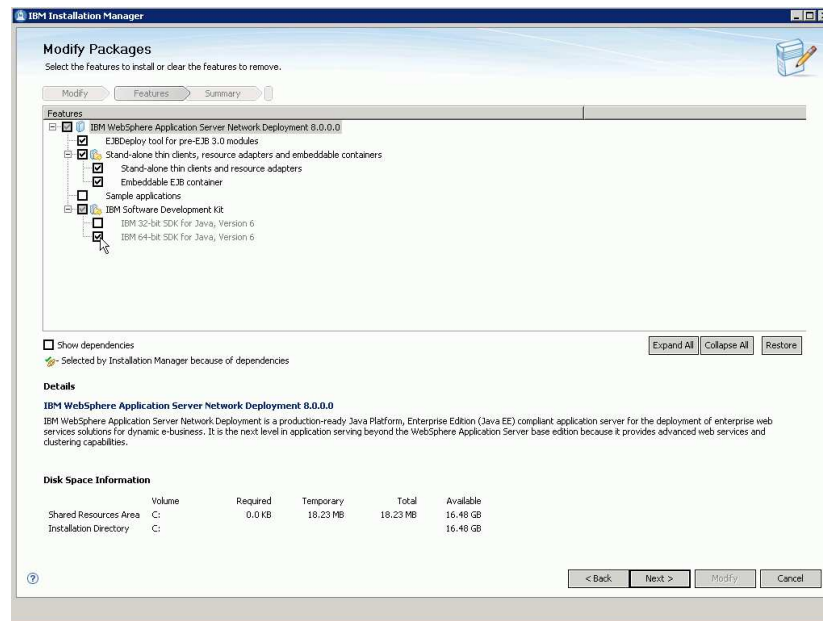 IBM Installation Manager
Modify Packages
Select the features to install or clear the features to remove.
Modify Features Summary
Features
IBM WebSphere Application Server Network Deployment 8.0.0.0
EJBDeploy tool for pre-EJB 3.0 modules
Stand-alone thin clients, resource adapters and embeddable containers
Stand-alone thin clients and resource adapters
Embeddable EJB container
Sample applications
IBM Software Development Kit
IBM 32-bit SDK for Java, Version 6
IBM 64-bit SDK for Java, Version 6
Show dependencies
Expand All Collapse All Restore
- Selected by Installation Manager because of dependencies
Details
IBM WebSphere Application Server Network Deployment 8.0.0.0
IBM WebSphere Application Server Network Deployment is a production-ready Java Platform, Enterprise Edition (Java EE) compliant application server for the deployment of enterprise web
services solutions for dynamic e-business. It is the next level in application serving beyond the WebSphere Application Server base edition because it provides advanced web services and
clustering capabilities.
Disk Space Information
Volume Required Temporary Total Available
Shared Resources Area C: 0.0 KB 18.23 MB 18.23 MB 16.48 GB
Installation Directory C: 16.48 GB
? < Back Next > Modify Cancel